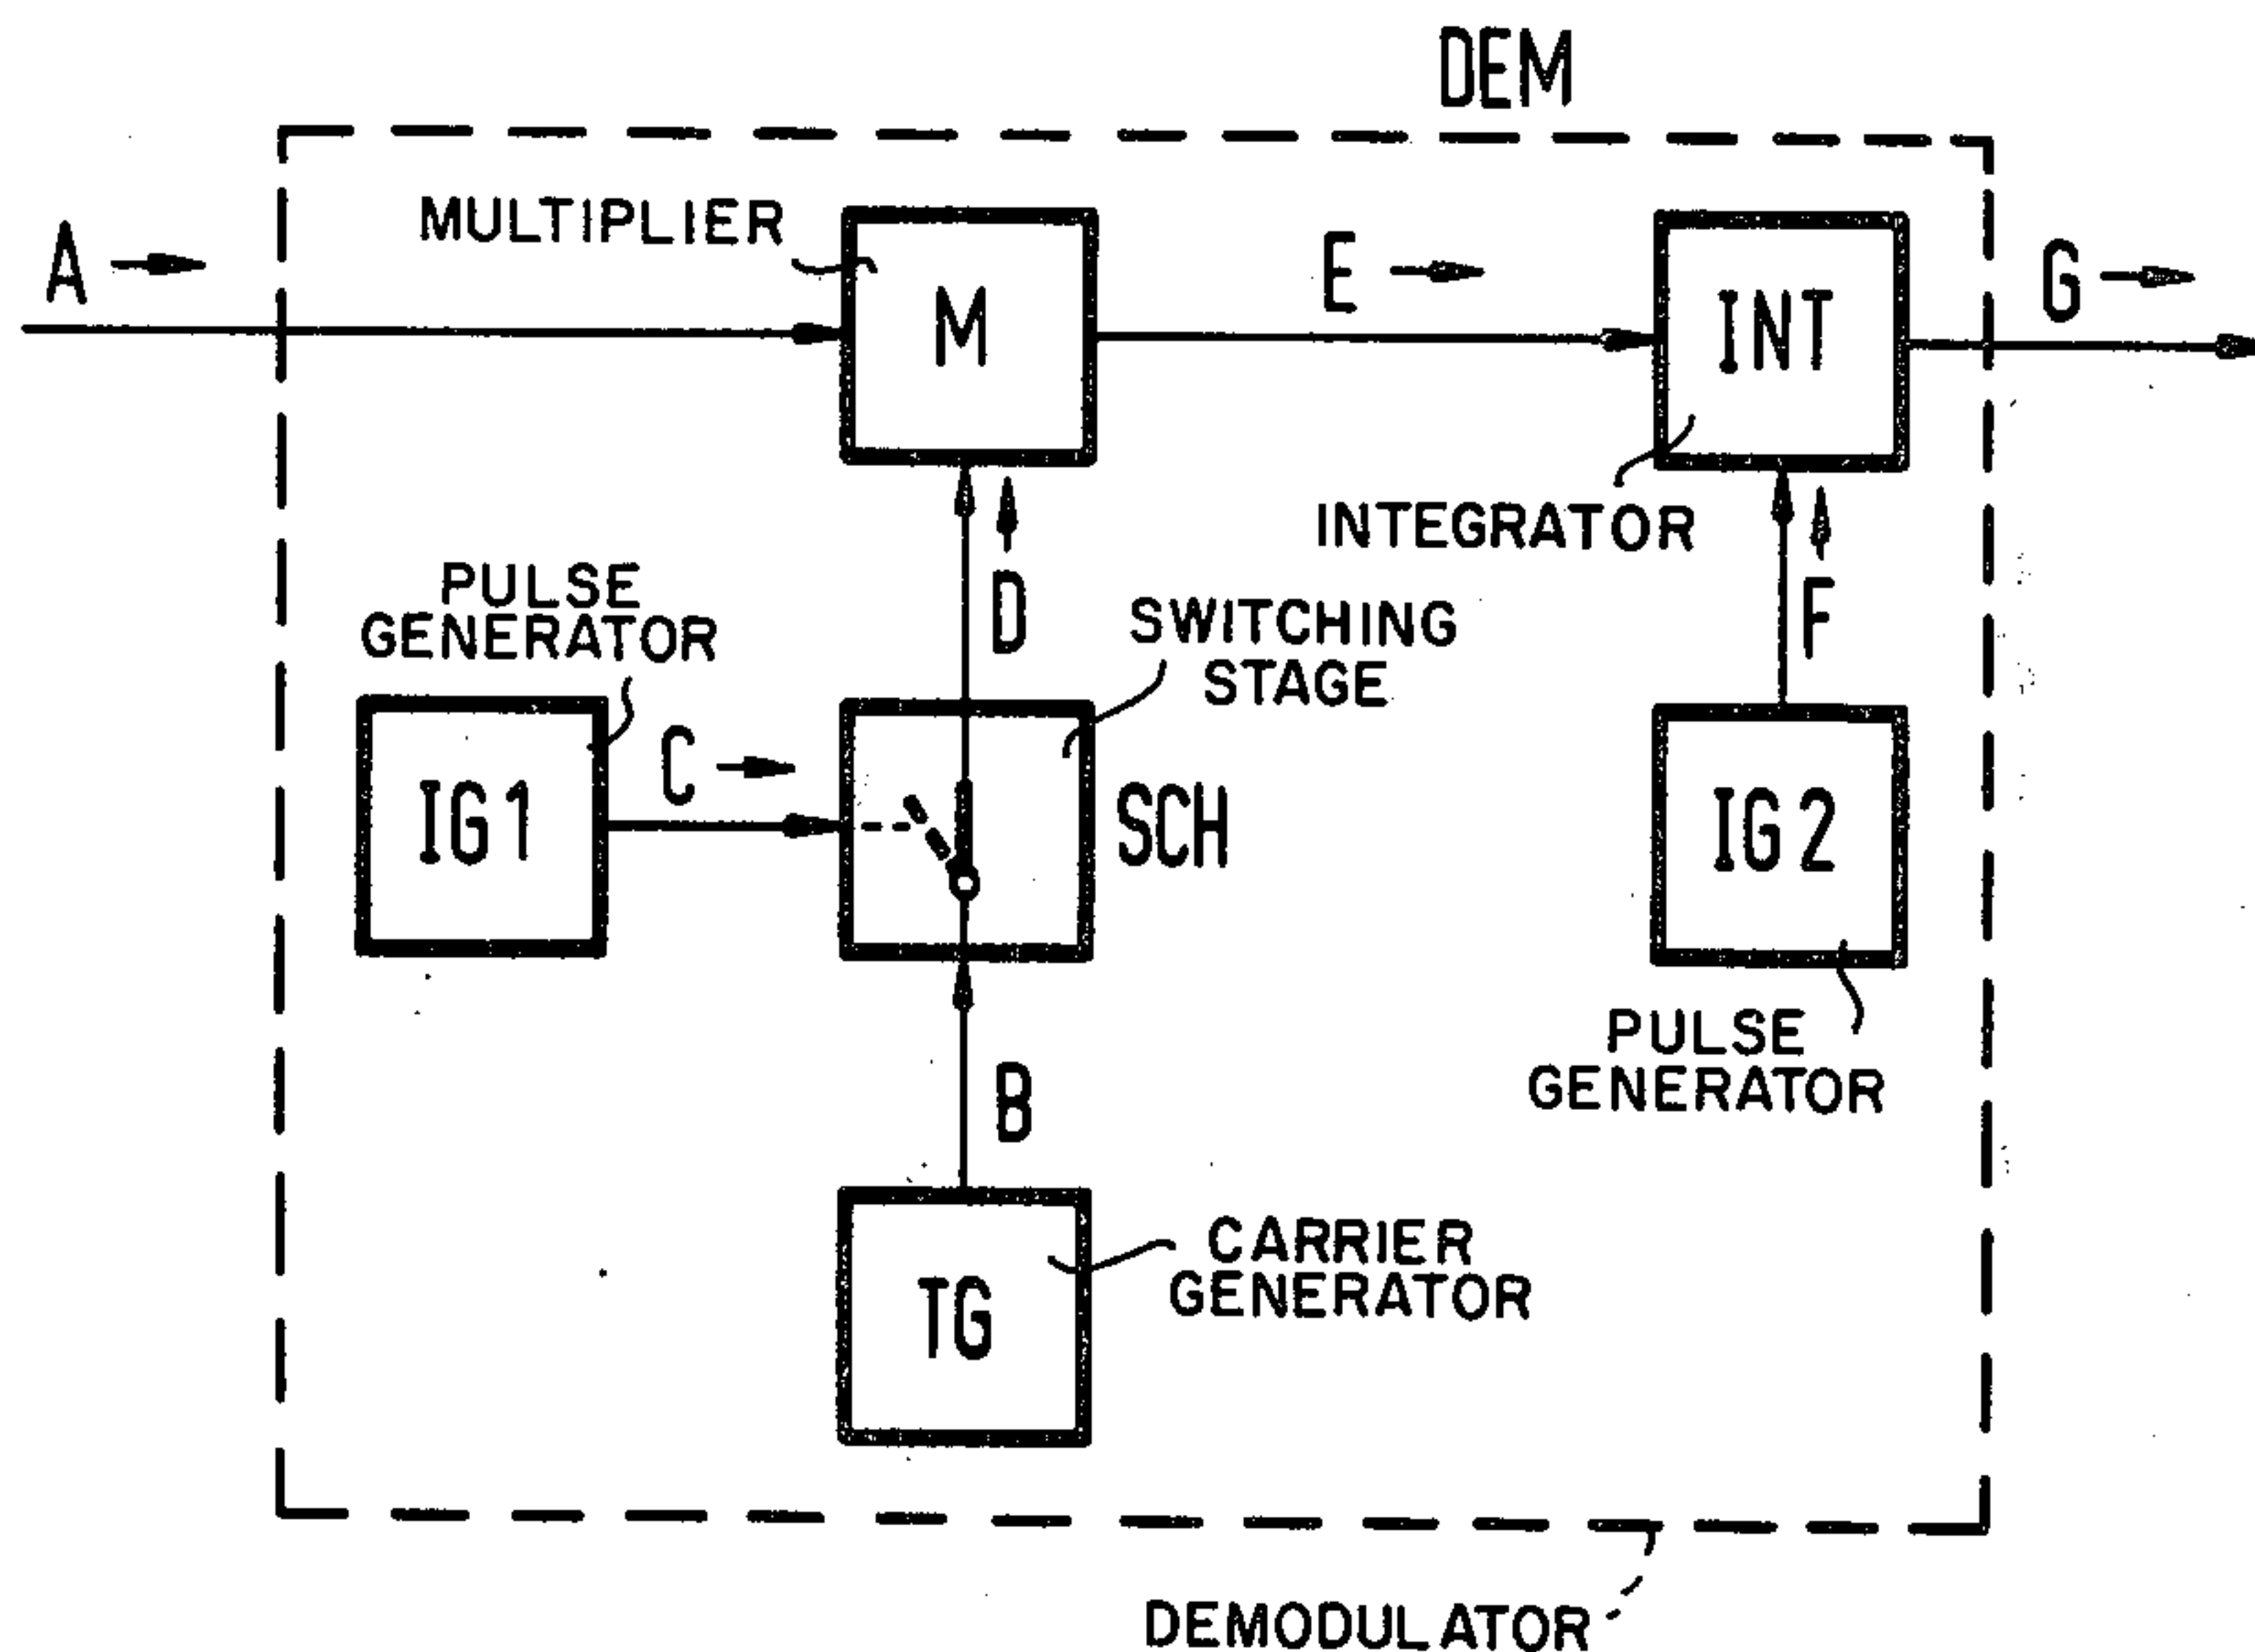 DEM
MULTIPLIER
A
M
E
INT
G
INTEGRATOR
D
F
PULSE
GENERATOR
SWITCHING
STAGE
C
IG1
SCH
IG2
B
PULSE
GENERATOR
TG
CARRIER
GENERATOR
DEMODULATOR